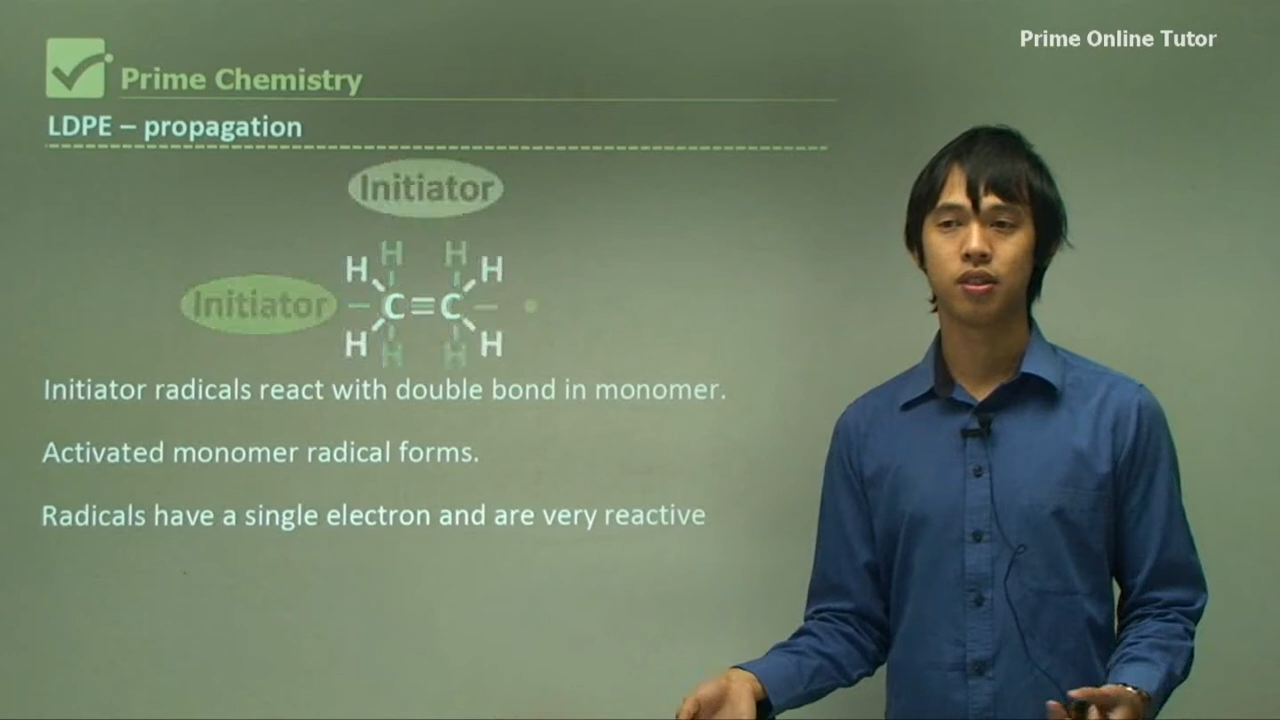 Prime Online Tutor
Prime Chemistry
LDPE – propagation
Initiator
H H H H
Initiator C C
H H H H
Initiator radicals react with double bond in monomer.
Activated monomer radical forms.
Radicals have a single electron and are very reactive